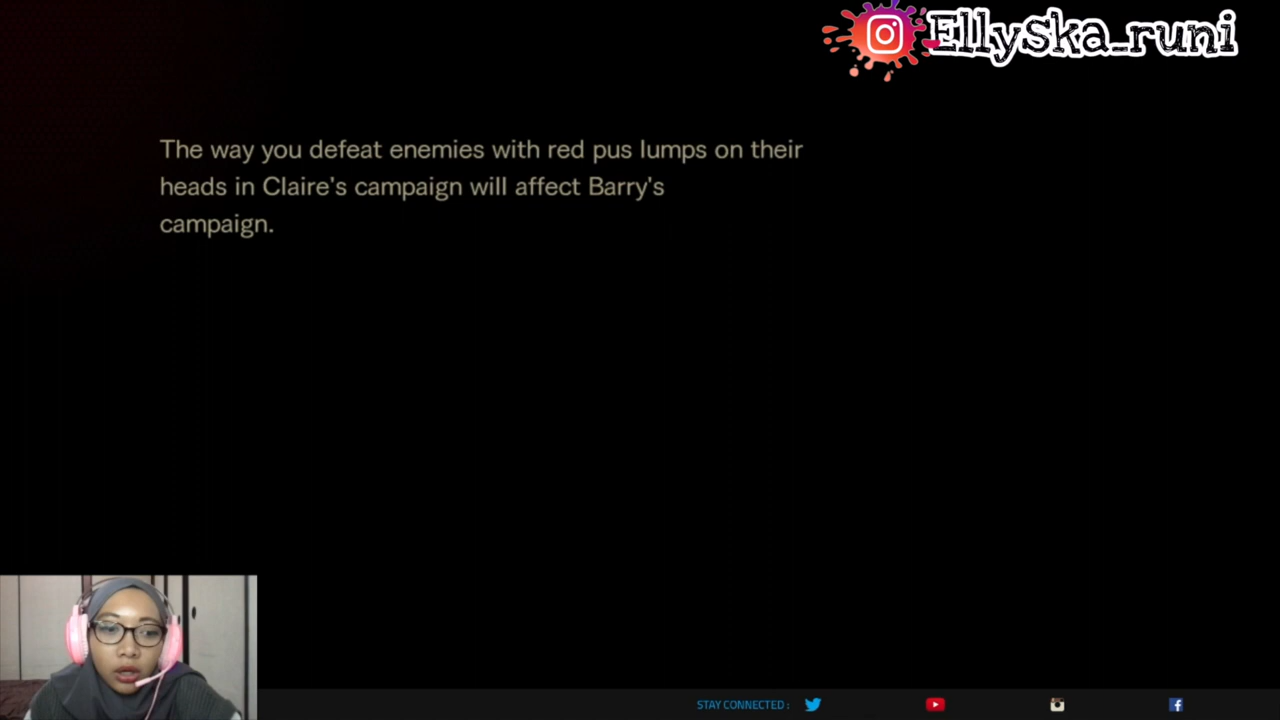 Ellyska_runi
The way you defeat enemies with red pus lumps on their
heads in Claire's campaign will affect Barry's
campaign.
STAY CONNECTED :